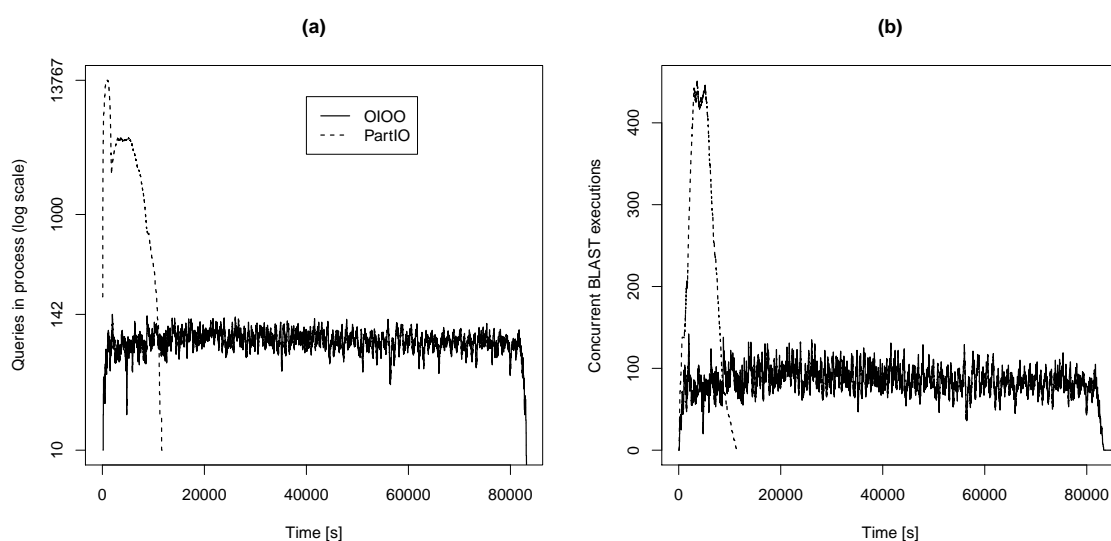 (a)
Queries in process (log scale)
13767
1000
142
10
OIOO
PartIO
0
20000
40000
60000
80000
Time [s]
(b)
Concurrent BLAST executions
400
300
200
100
0
0
20000
40000
60000
80000
Time [s]